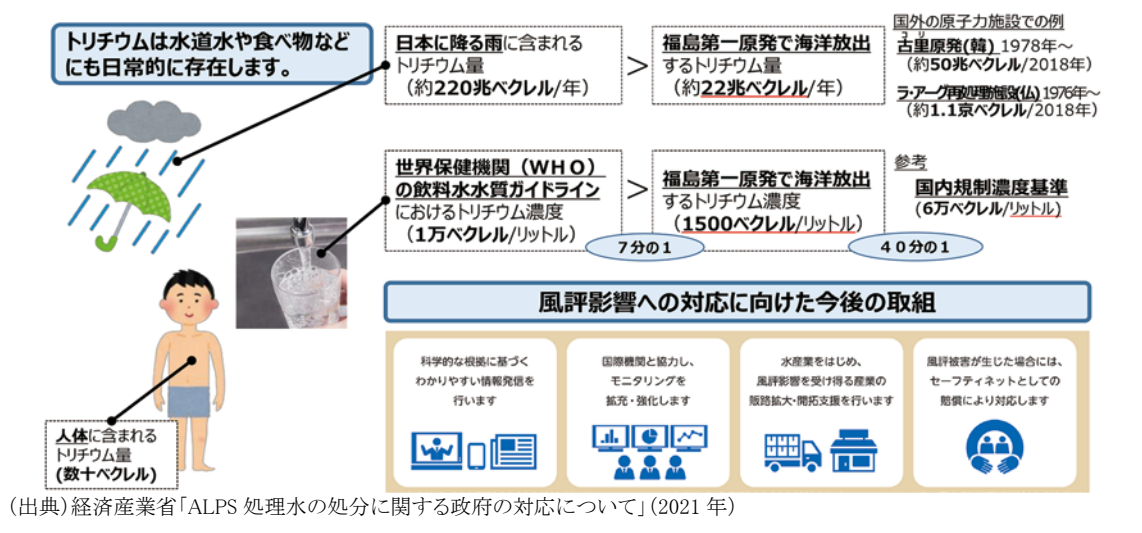 トリチウムは水道水や食べ物など
にも日常的に存在します。
日本に降る雨に含まれる
トリチウム量
(約220兆ベクレル/年)
>
福島第一原発で海洋放出
するトリチウム量
(約22兆ベクレル/年)
国外の原子力施設での例
コリ
古里原発(韓) 1978年～
(約50兆ベクレル/2018年)
ラ・アーグ再処理施設(仏) 1976年～
(約1.1京ベクレル/2018年)
世界保健機関(WHO)
の飲料水水質ガイドライン
におけるトリチウム濃度
(1万ベクレル/リットル)
>
福島第一原発で海洋放出
するトリチウム濃度
(1500ベクレル/リットル)
7分の1
40分の1
参考
国内規制濃度基準
(6万ベクレル/リットル)
人体に含まれる
トリチウム量
(数十ベクレル)
風評影響への対応に向けた今後の取組
科学的な根拠に基づく
わかりやすい情報発信を
行います
国際機関と協力し、
モニタリングを
拡充・強化します
水産業をはじめ、
風評影響を受け得る産業の
販路拡大・開拓支援を行います
風評被害が生じた場合には、
セーフティネットとしての
賠償により対応します
(出典)経済産業省「ALPS 処理水の処分に関する政府の対応について」(2021 年)